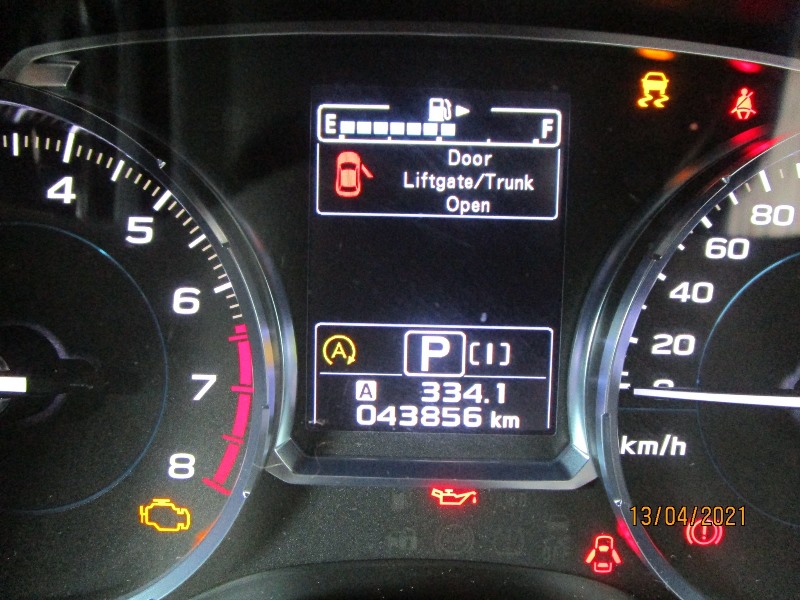 E F
Door
Liftgate/Trunk
Open
4
5
6
7
8
80
60
40
20
0
km/h
A P [I]
A 334.1
043856 km
13/04/2021